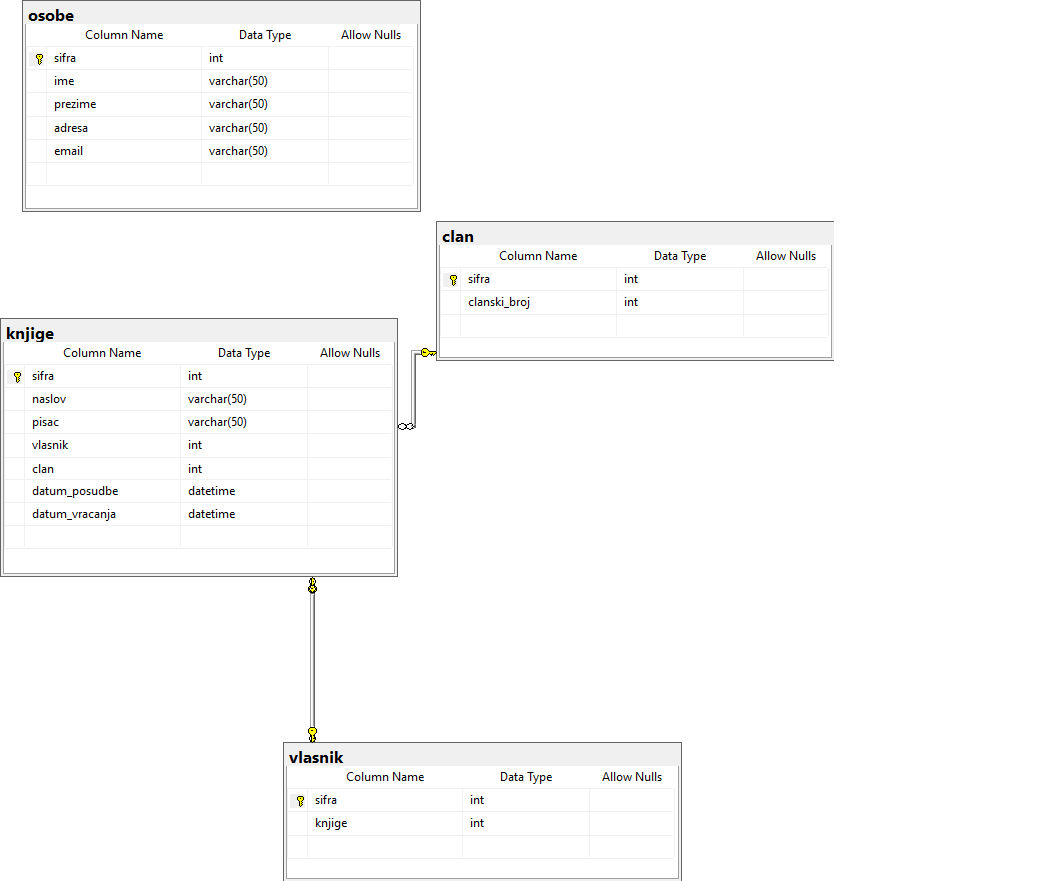 osobe
Column Name Data Type Allow Nulls
sifra int
ime varchar(50)
prezime varchar(50)
adresa varchar(50)
email varchar(50)
clan
Column Name Data Type Allow Nulls
sifra int
clanski_broj int
knjige
Column Name Data Type Allow Nulls
sifra int
naslov varchar(50)
pisac varchar(50)
vlasnik int
clan int
datum_posudbe datetime
datum_vracanja datetime
vlasnik
Column Name Data Type Allow Nulls
sifra int
knjige int